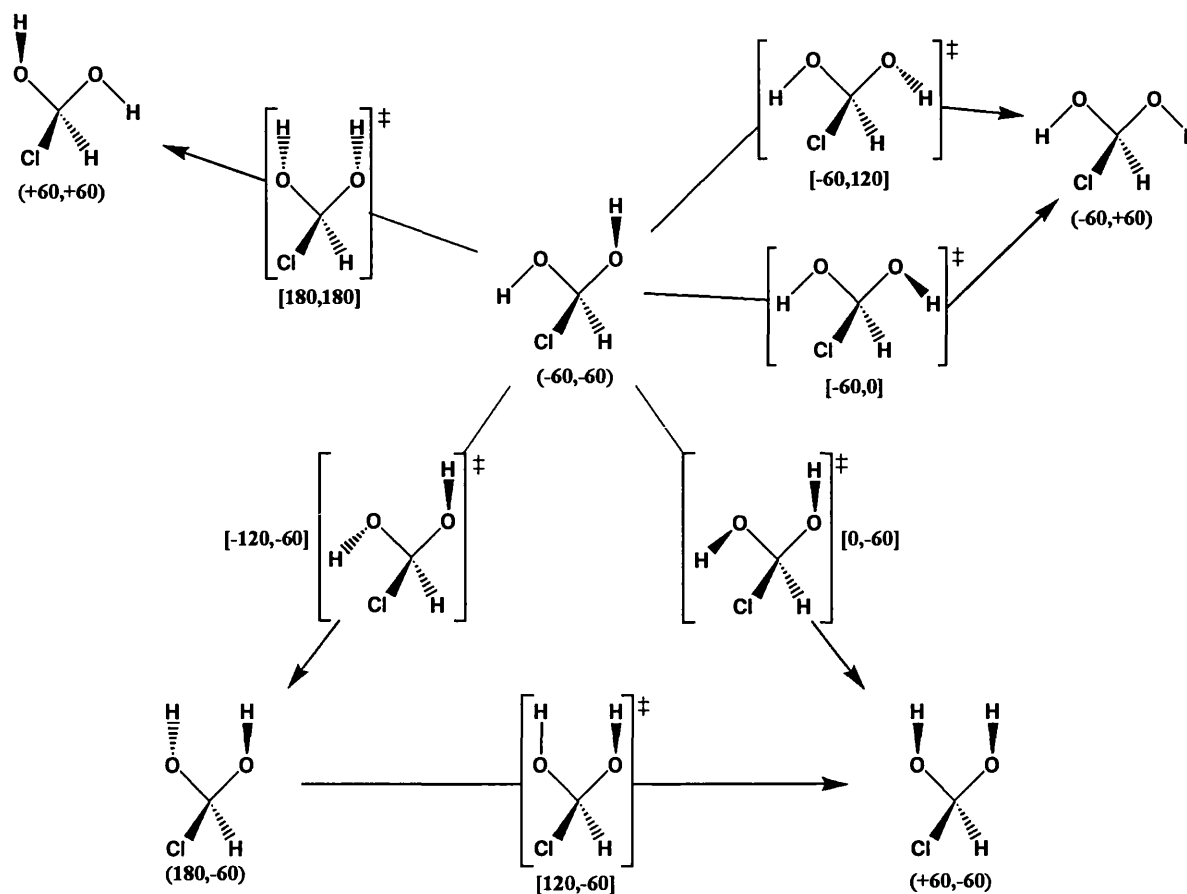 H
O O
H
Cl H
(+60,+60)
‡
H H
O O
Cl H
[180,180]
‡
O O
H H
Cl H
[-60,120]
O O
H H
Cl H
(-60,+60)
H
O O
H
Cl H
(-60,-60)
‡
O O
H H
Cl H
[-60,0]
[-120,-60]
‡
H
O O
H
Cl H
‡
H
O O
H
Cl H
[0,-60]
H H
O O
Cl H
(180,-60)
‡
H H
O O
Cl H
[120,-60]
H H
O O
Cl H
(+60,-60)